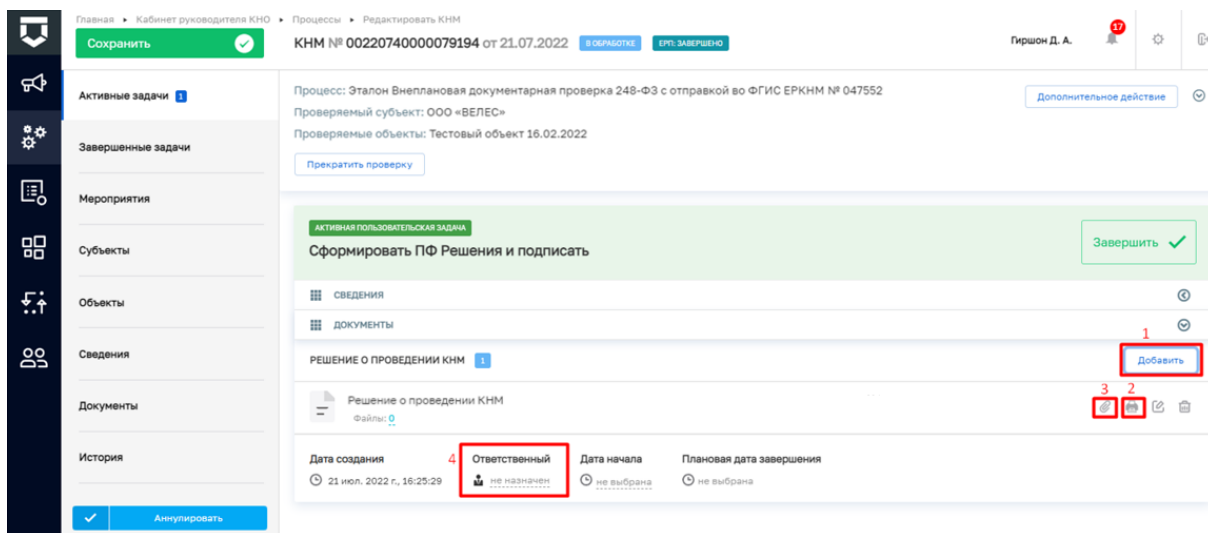 Главная ▸ Кабинет руководителя КНО ▸ Процессы ▸ Редактировать КНМ
Сохранить
КНМ № 00220740000079194 от 21.07.2022 В ОБРАБОТКЕ ЕРП: ЗАВЕРШЕНО
Гиршон Д. А.
17
Активные задачи 1
Завершенные задачи
Мероприятия
Субъекты
Объекты
Сведения
Документы
История
Аннулировать
Процесс: Эталон Внеплановая документарная проверка 248-ФЗ с отправкой во ФГИС ЕРКНМ № 047552
Проверяемый субъект: ООО «ВЕЛЕС»
Проверяемые объекты: Тестовый объект 16.02.2022
Дополнительное действие
Прекратить проверку
АКТИВНАЯ ПОЛЬЗОВАТЕЛЬСКАЯ ЗАДАЧА
Сформировать ПФ Решения и подписать
Завершить
СВЕДЕНИЯ
ДОКУМЕНТЫ
1
РЕШЕНИЕ О ПРОВЕДЕНИИ КНМ 1
Добавить
3 2
Решение о проведении КНМ
Файлы: 0
Дата создания 4 Ответственный Дата начала Плановая дата завершения
21 июл. 2022 г., 16:25:29 не назначен не выбрана не выбрана